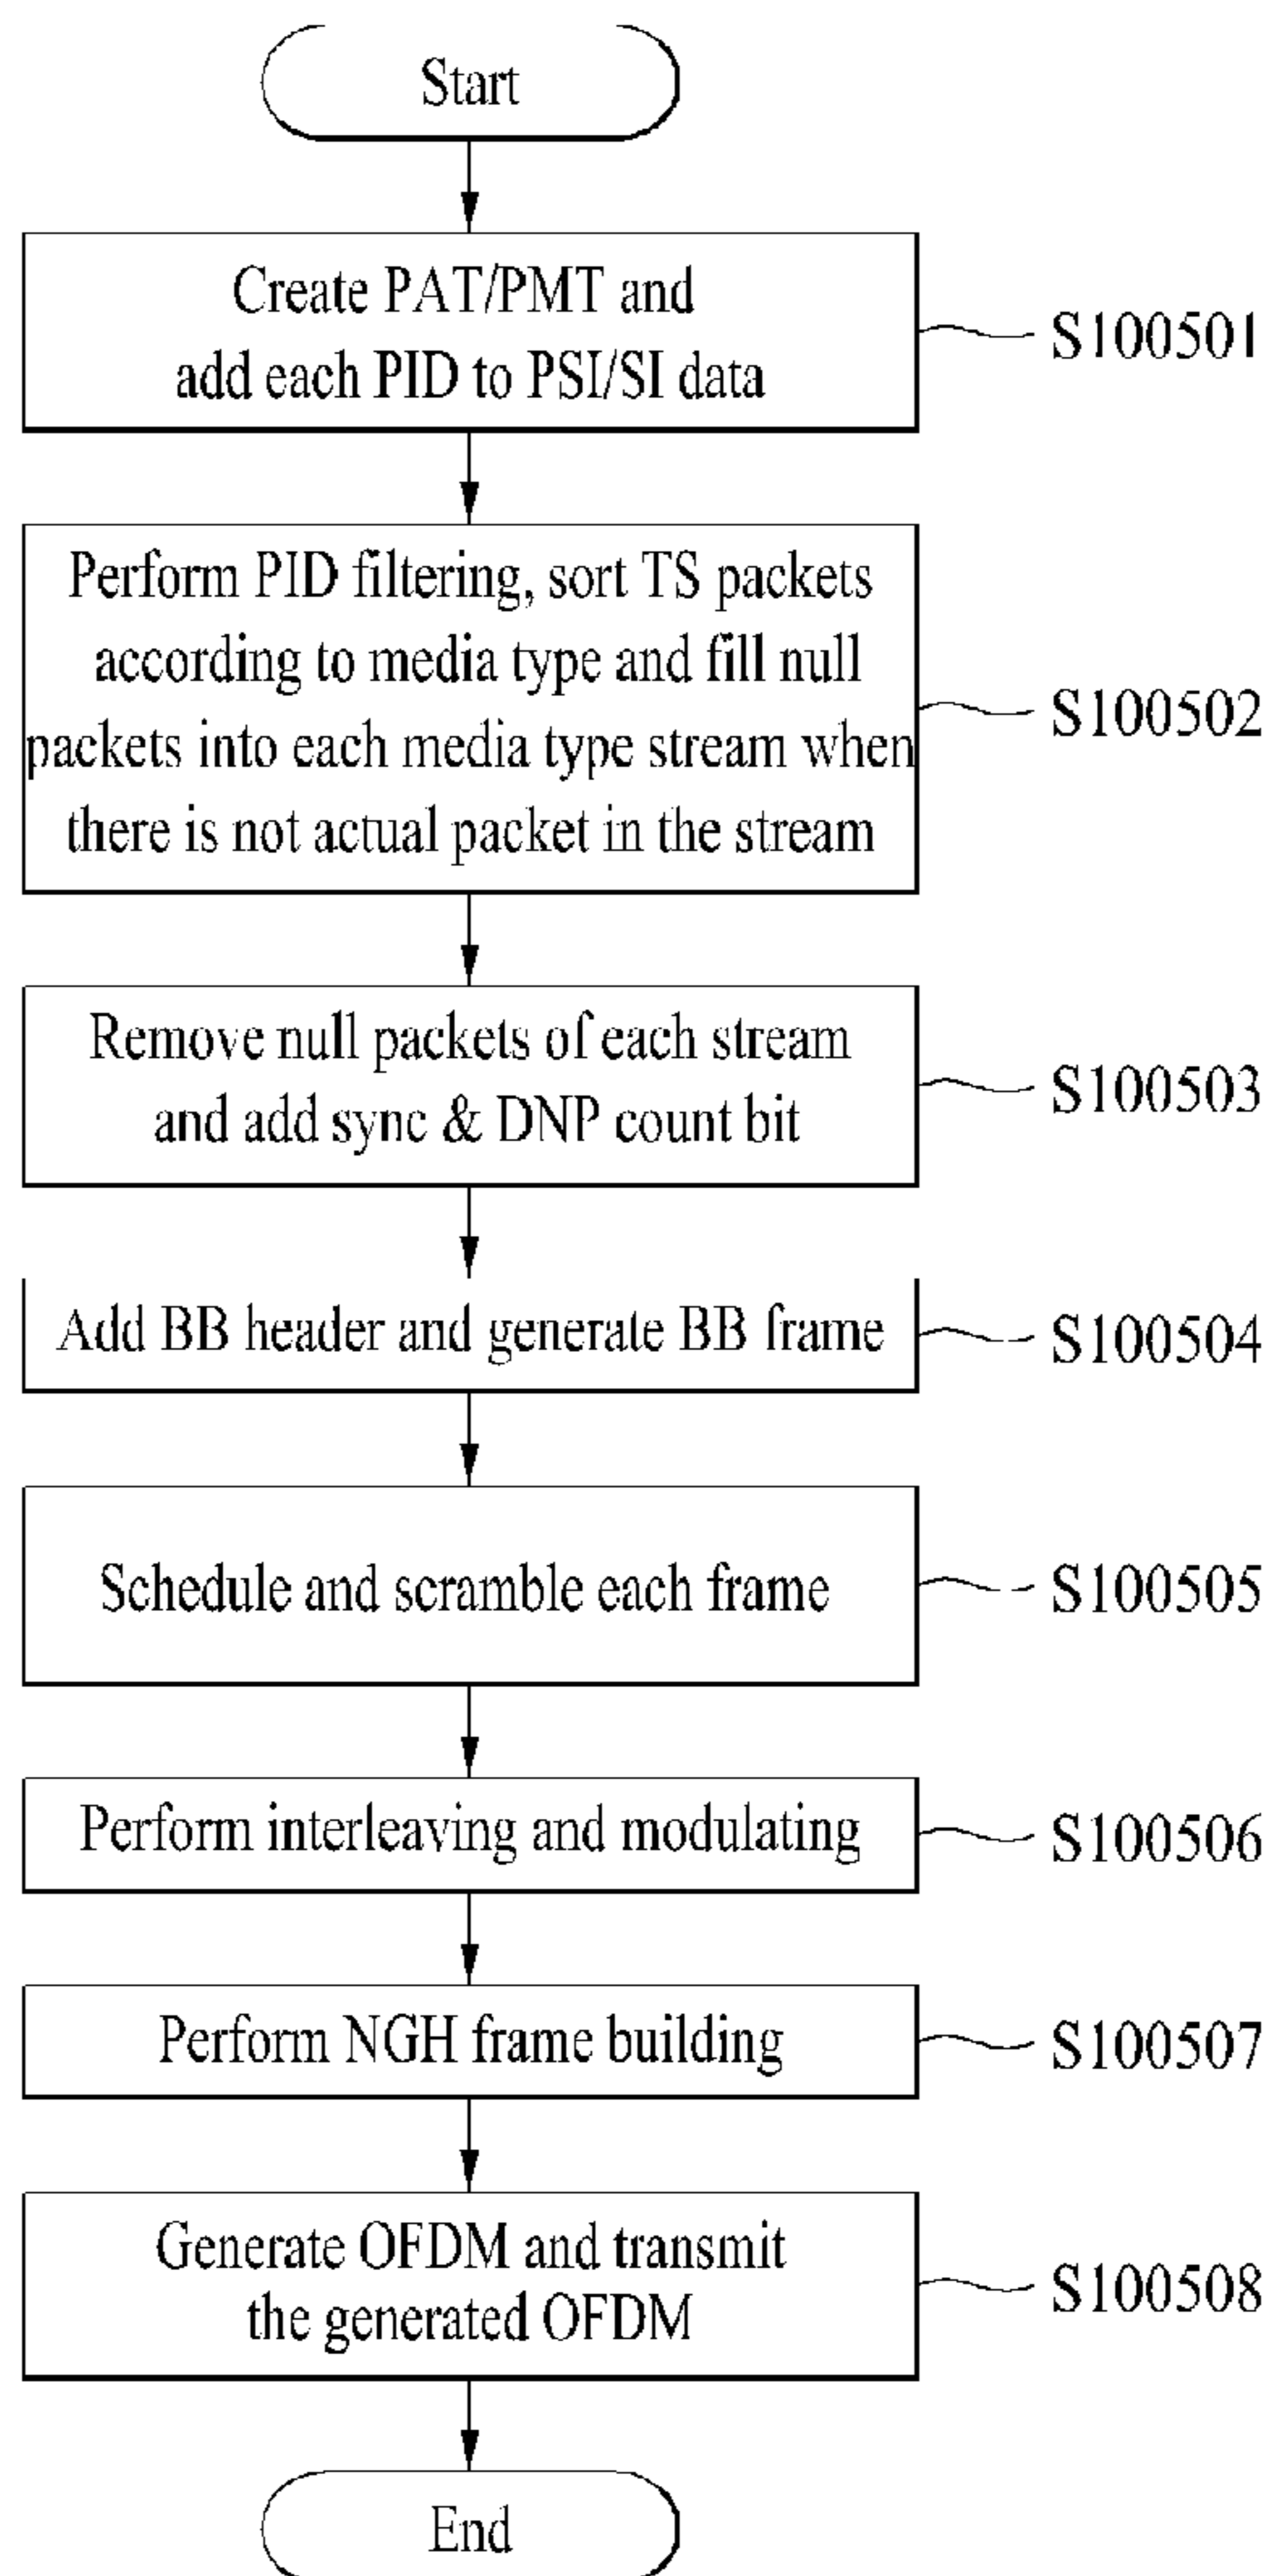 Start
Create PAT/PMT and
add each PID to PSI/SI data
S100501
Perform PID filtering, sort TS packets
according to media type and fill null
packets into each media type stream when
there is not actual packet in the stream
S100502
Remove null packets of each stream
and add sync & DNP count bit
S100503
Add BB header and generate BB frame
S100504
Schedule and scramble each frame
S100505
Perform interleaving and modulating
S100506
Perform NGH frame building
S100507
Generate OFDM and transmit
the generated OFDM
S100508
End